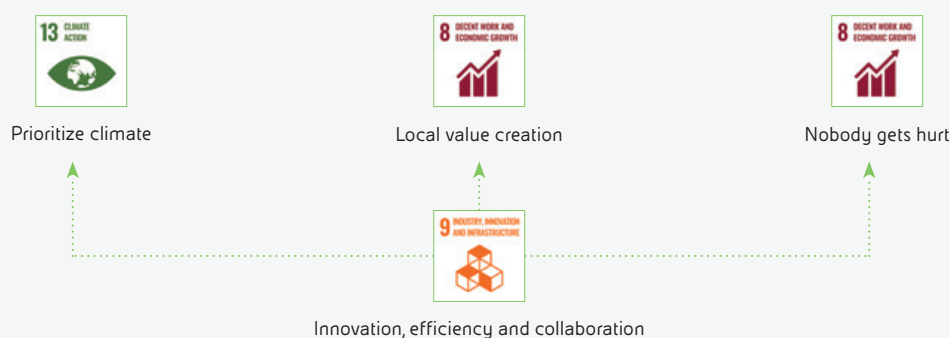 13 CLIMATE
ACTION
8 DECENT WORK AND
ECONOMIC GROWTH
8 DECENT WORK AND
ECONOMIC GROWTH
Prioritize climate
Local value creation
Nobody gets hurt
9 INDUSTRY, INNOVATION
AND INFRASTRUCTURE
Innovation, efficiency and collaboration